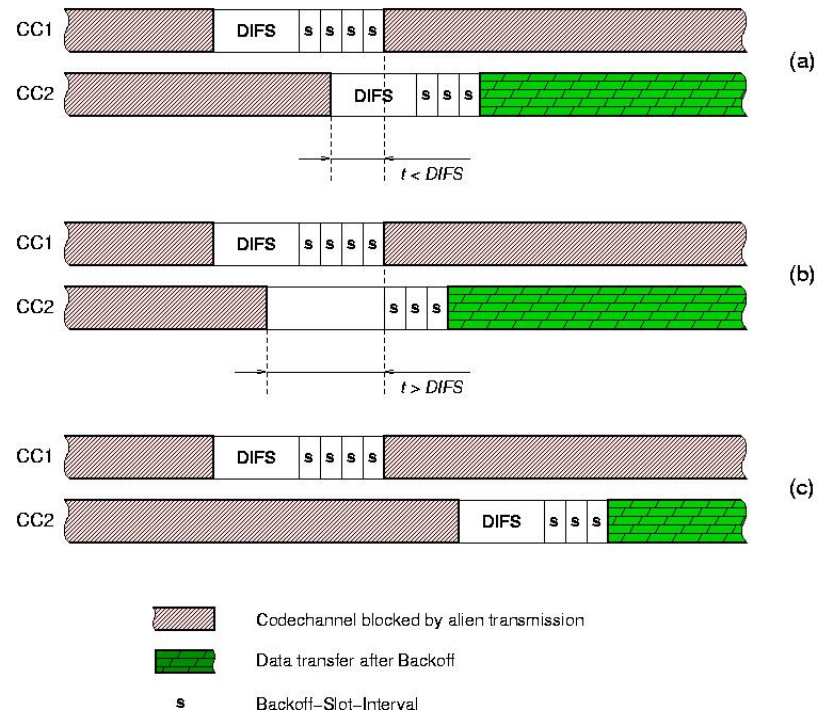 CC1 DIFS s s s s
(a)
CC2 DIFS s s s
t < DIFS
CC1 DIFS s s s s
(b)
CC2 s s s
t > DIFS
CC1 DIFS s s s s
(c)
CC2 DIFS s s s
Codechannel blocked by alien transmission
Data transfer after Backoff
s Backoff-Slot-Interval